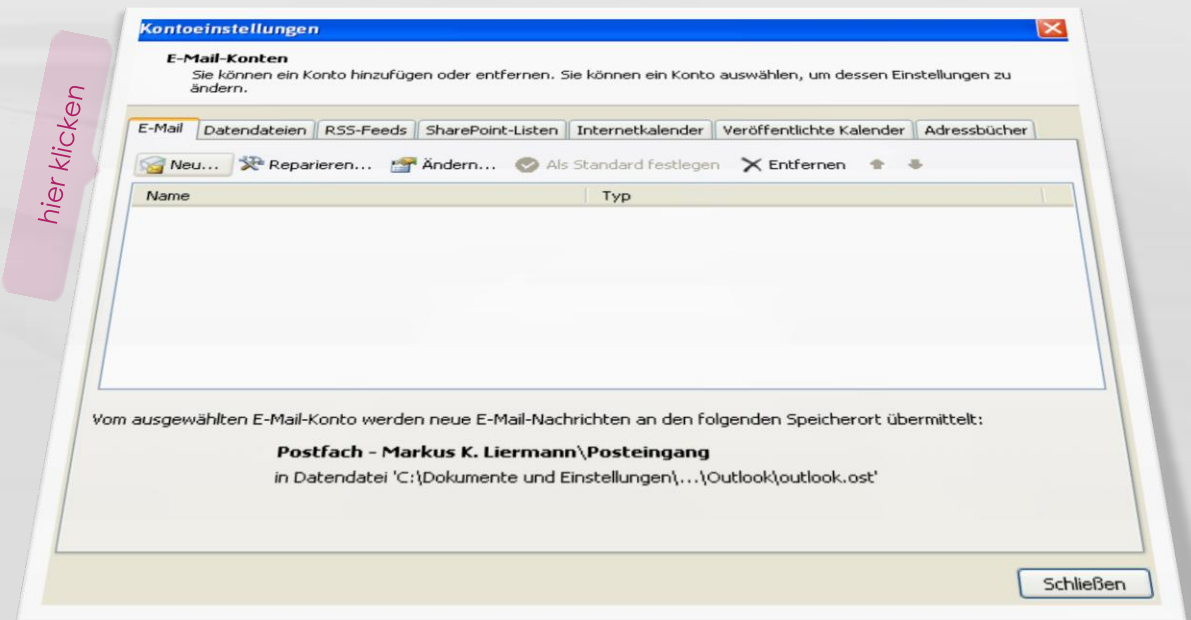 hier klicken
Kontoeinstellungen
E-Mail-Konten
Sie können ein Konto hinzufügen oder entfernen. Sie können ein Konto auswählen, um dessen Einstellungen zu
ändern.
E-Mail Datendateien RSS-Feeds SharePoint-Listen Internetkalender Veröffentlichte Kalender Adressbücher
Neu... Reparieren... Ändern... Als Standard festlegen Entfernen
Name Typ
Vom ausgewählten E-Mail-Konto werden neue E-Mail-Nachrichten an den folgenden Speicherort übermittelt:
Postfach - Markus K. Liermann\Posteingang
in Datendatei 'C:\Dokumente und Einstellungen\...\Outlook\outlook.ost'
Schließen